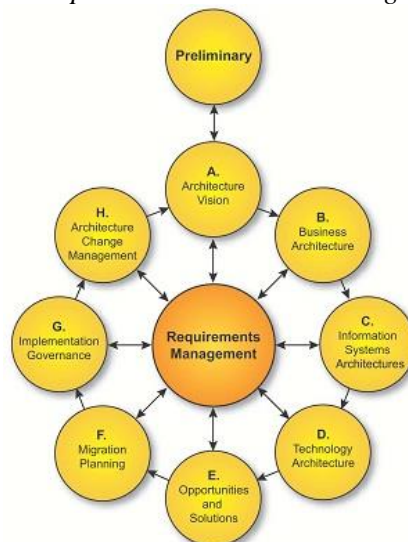 Preliminary
A.
Architecture
Vision
H.
Architecture
Change
Management
B.
Business
Architecture
G.
Implementation
Governance
Requirements
Management
C.
Information
Systems
Architectures
F.
Migration
Planning
D.
Technology
Architecture
E.
Opportunities
and
Solutions